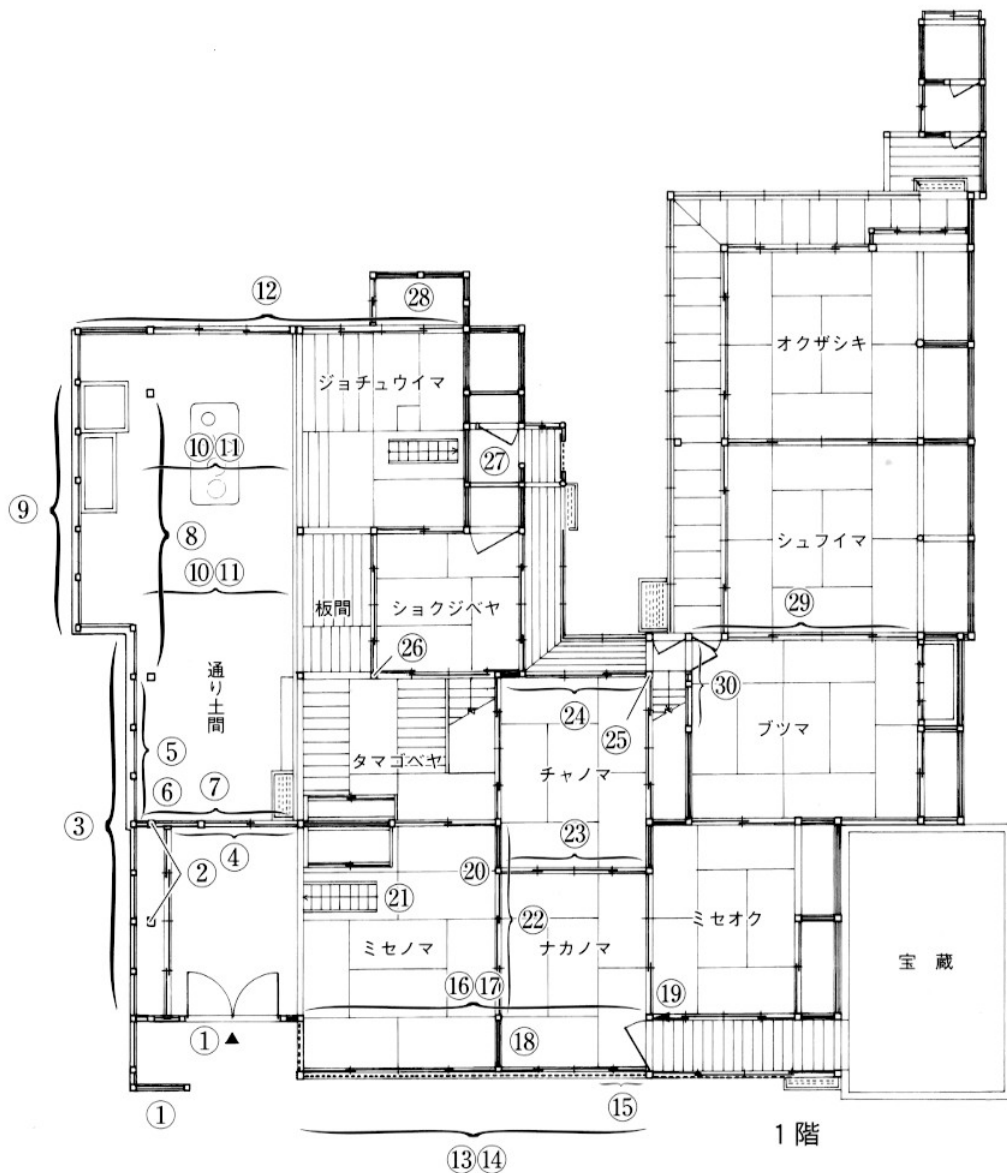 ⑫
㉘
オクザシキ
ジョチュウイマ
⑩⑪
㉗
⑨
⑧
シュフイマ
⑩⑪
板間
ショクジベヤ
㉙
㉖
通り土間
㉚
⑤
㉔
㉕
ブツマ
タマゴベヤ
チャノマ
⑥
⑦
③
②
④
㉓
⑳
㉑
㉒
ミセオク
ミセノマ
ナカノマ
宝蔵
⑯⑰
⑲
①▲
⑱
①
⑮
1階
⑬⑭